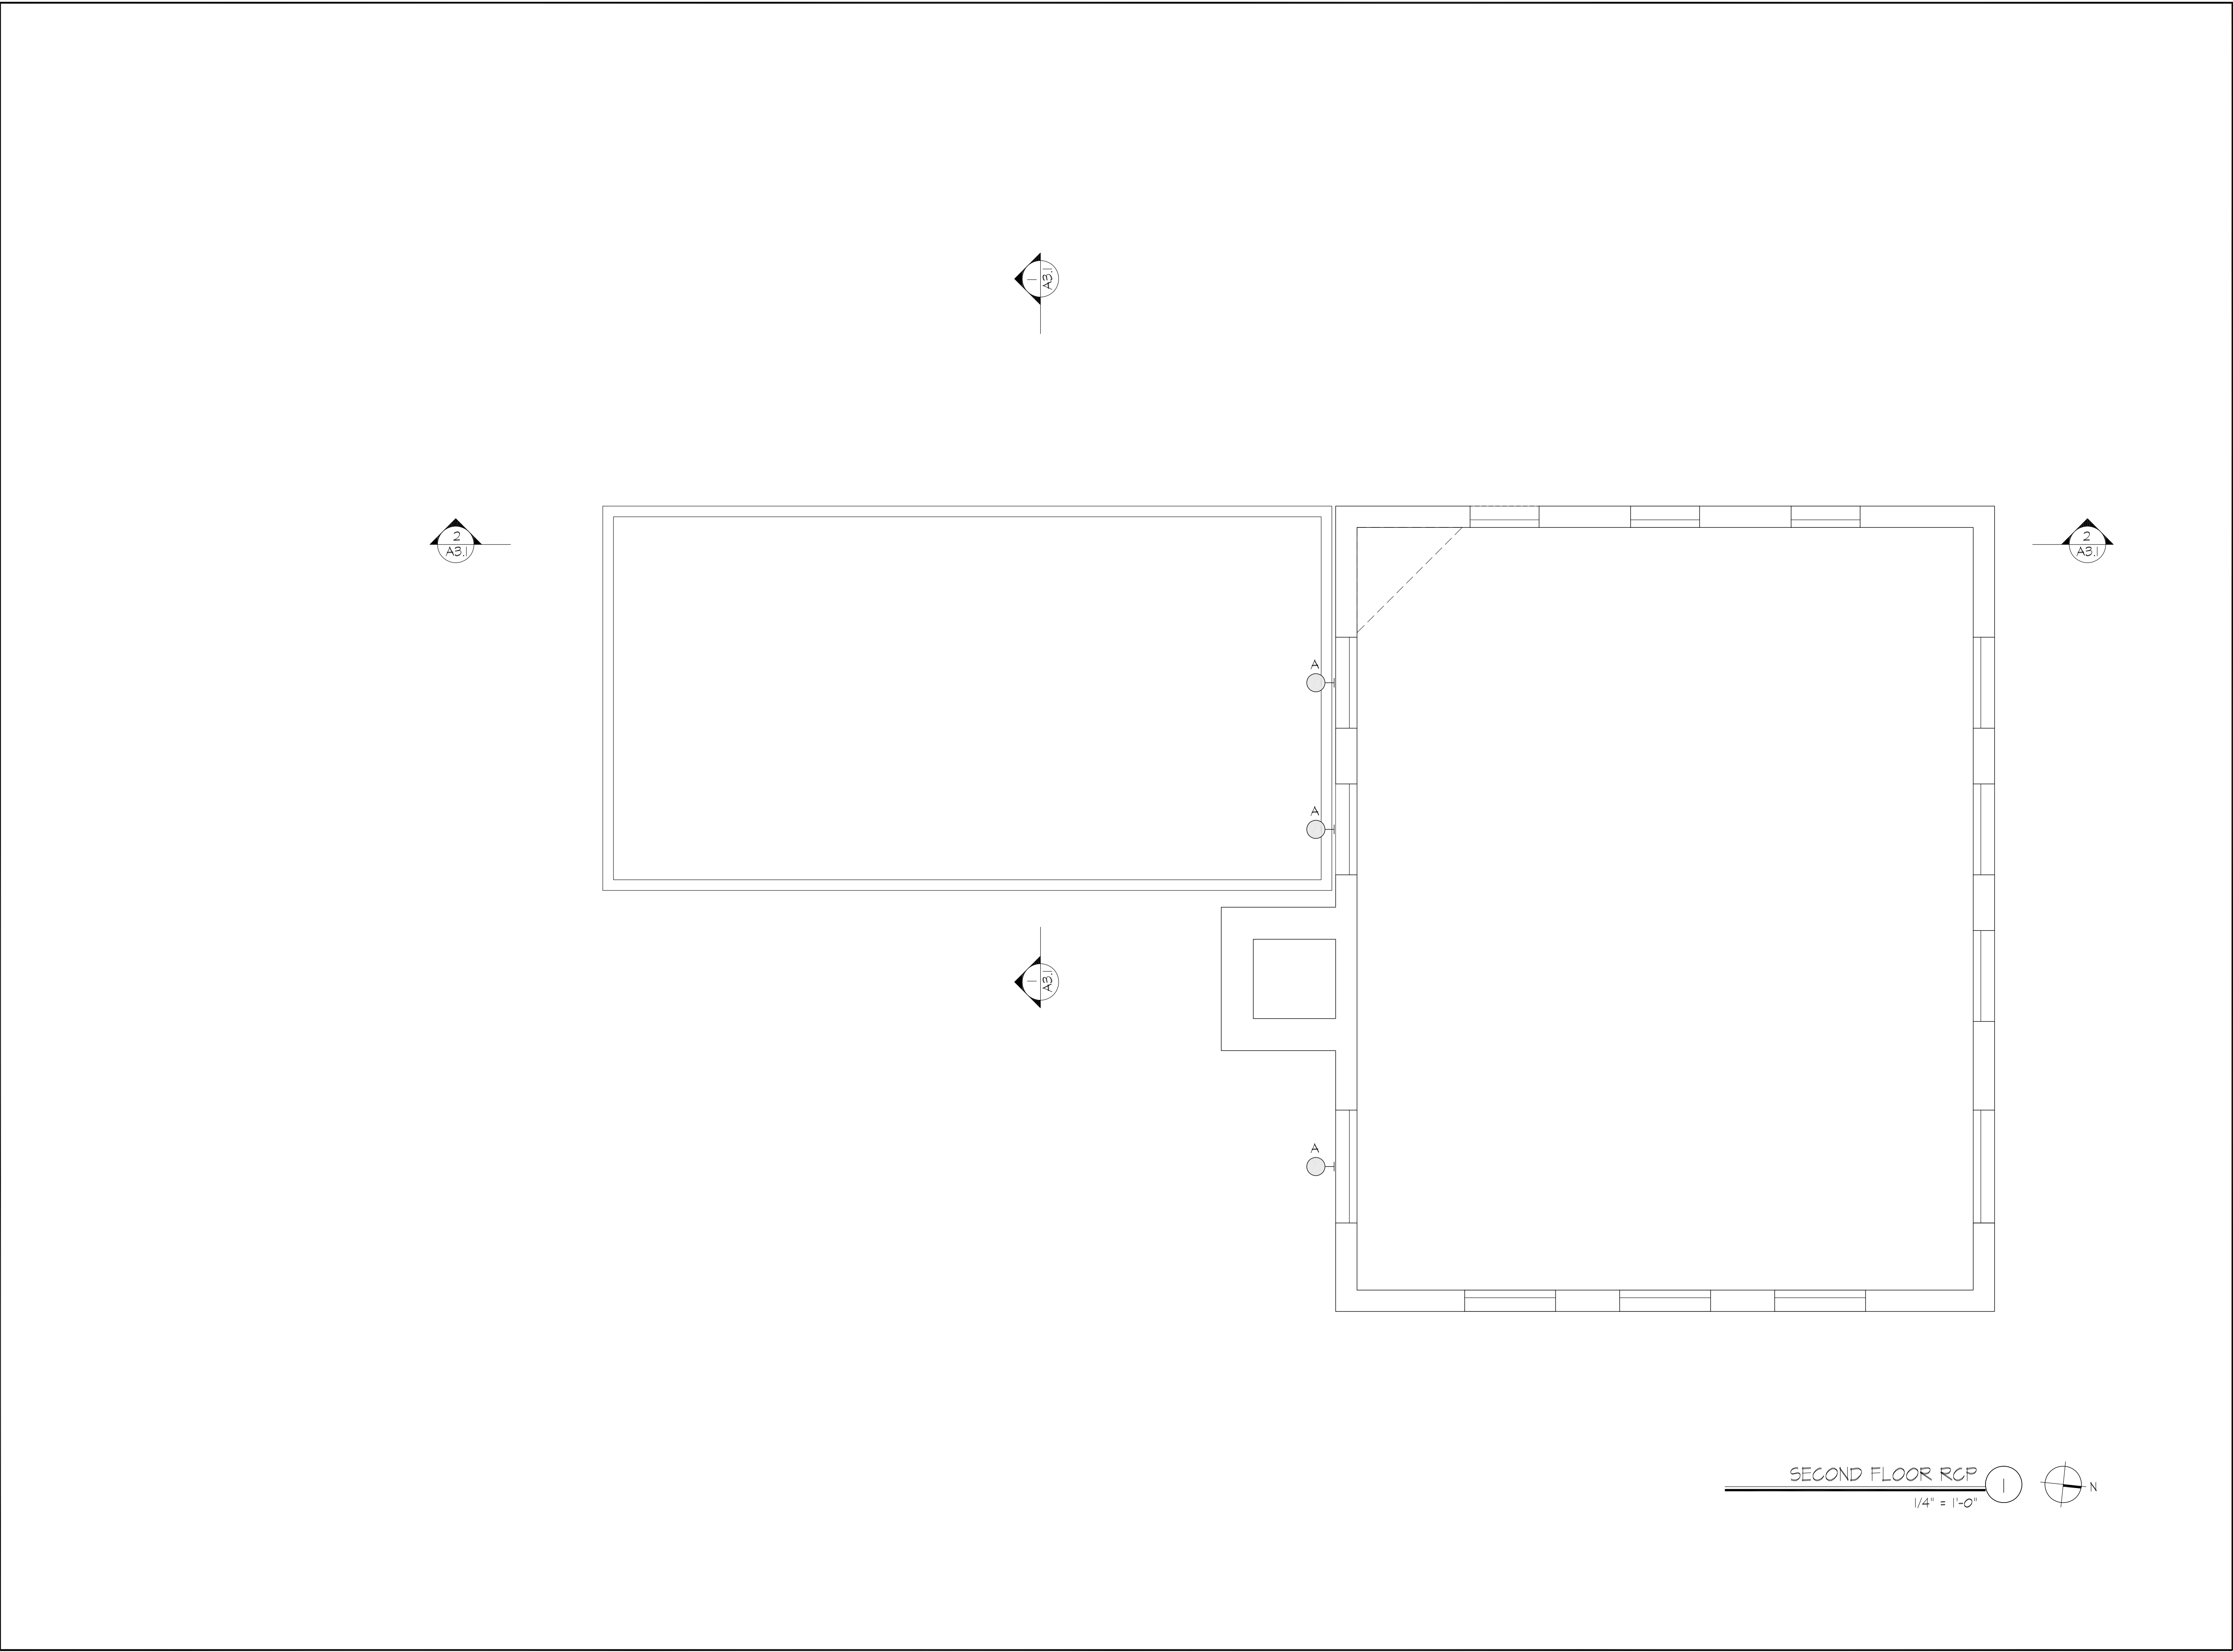 1
A3.1
2
A3.1
2
A3.1
A
A
1
A3.1
A
SECOND FLOOR RCP
1
N
1/4" = 1'-0"